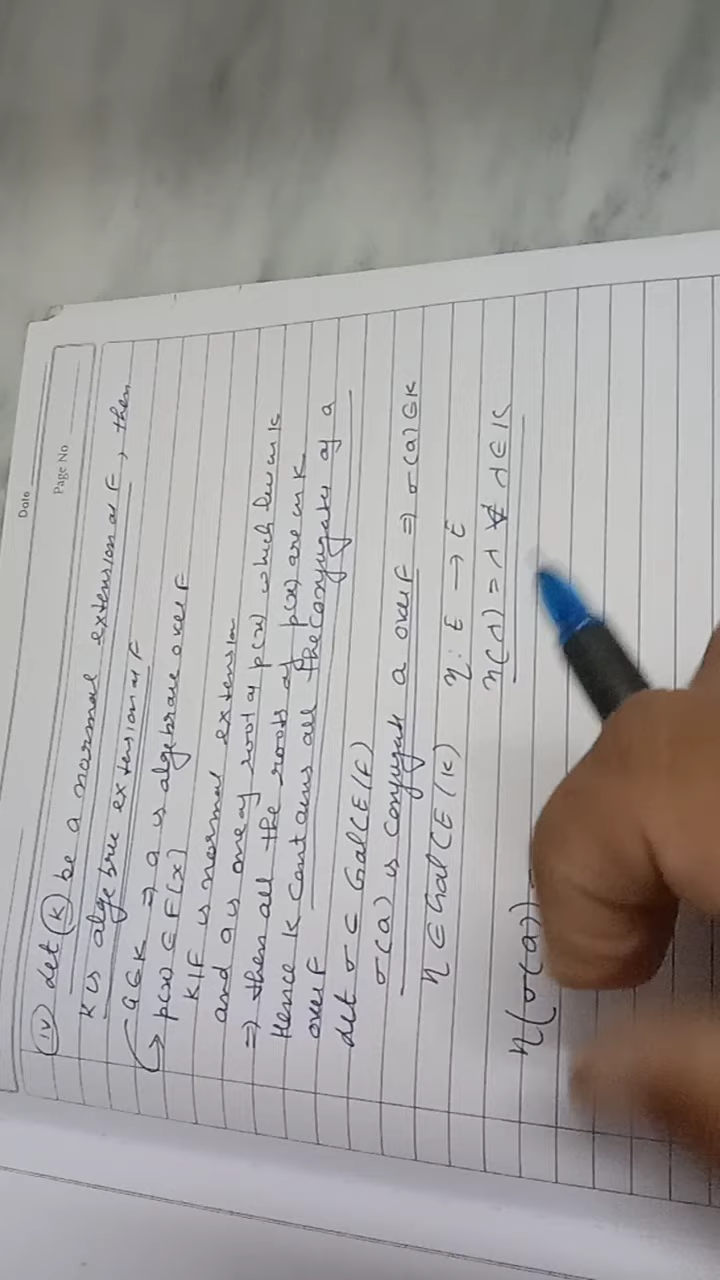 Date
Page No
(iv) Let (K) be a normal extension of F, then
K is algebraic extension of F
a ∈ K ⇒ a is algebraic over F
p(x) ∈ F[x]
K|F is normal extension
and a is one of root of p(x) which lies in K
⇒ then all the roots of p(x) are in K
Hence K contains all the conjugates of a
over F
Let σ ∈ Gal(E/F)
σ(a) is conjugate a over F ⇒ σ(a) ∈ K
η ∈ Gal(E/K) η : E → E
η(λ) = λ ∀ λ ∈ K
η(σ(a))